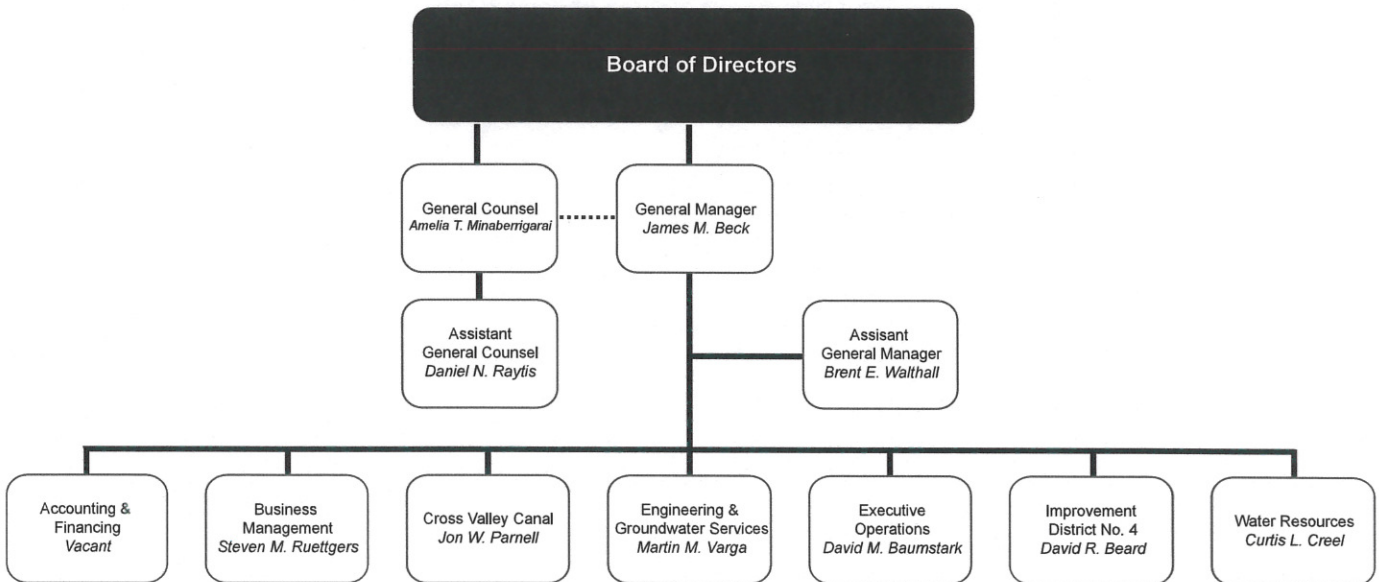 Board of Directors
General Counsel
Amelia T. Minaberrigarai
General Manager
James M. Beck
Assistant
General Counsel
Daniel N. Raytis
Assisant
General Manager
Brent E. Walthall
Accounting &
Financing
Vacant
Business
Management
Steven M. Ruettgers
Cross Valley Canal
Jon W. Parnell
Engineering &
Groundwater Services
Martin M. Varga
Executive
Operations
David M. Baumstark
Improvement
District No. 4
David R. Beard
Water Resources
Curtis L. Creel